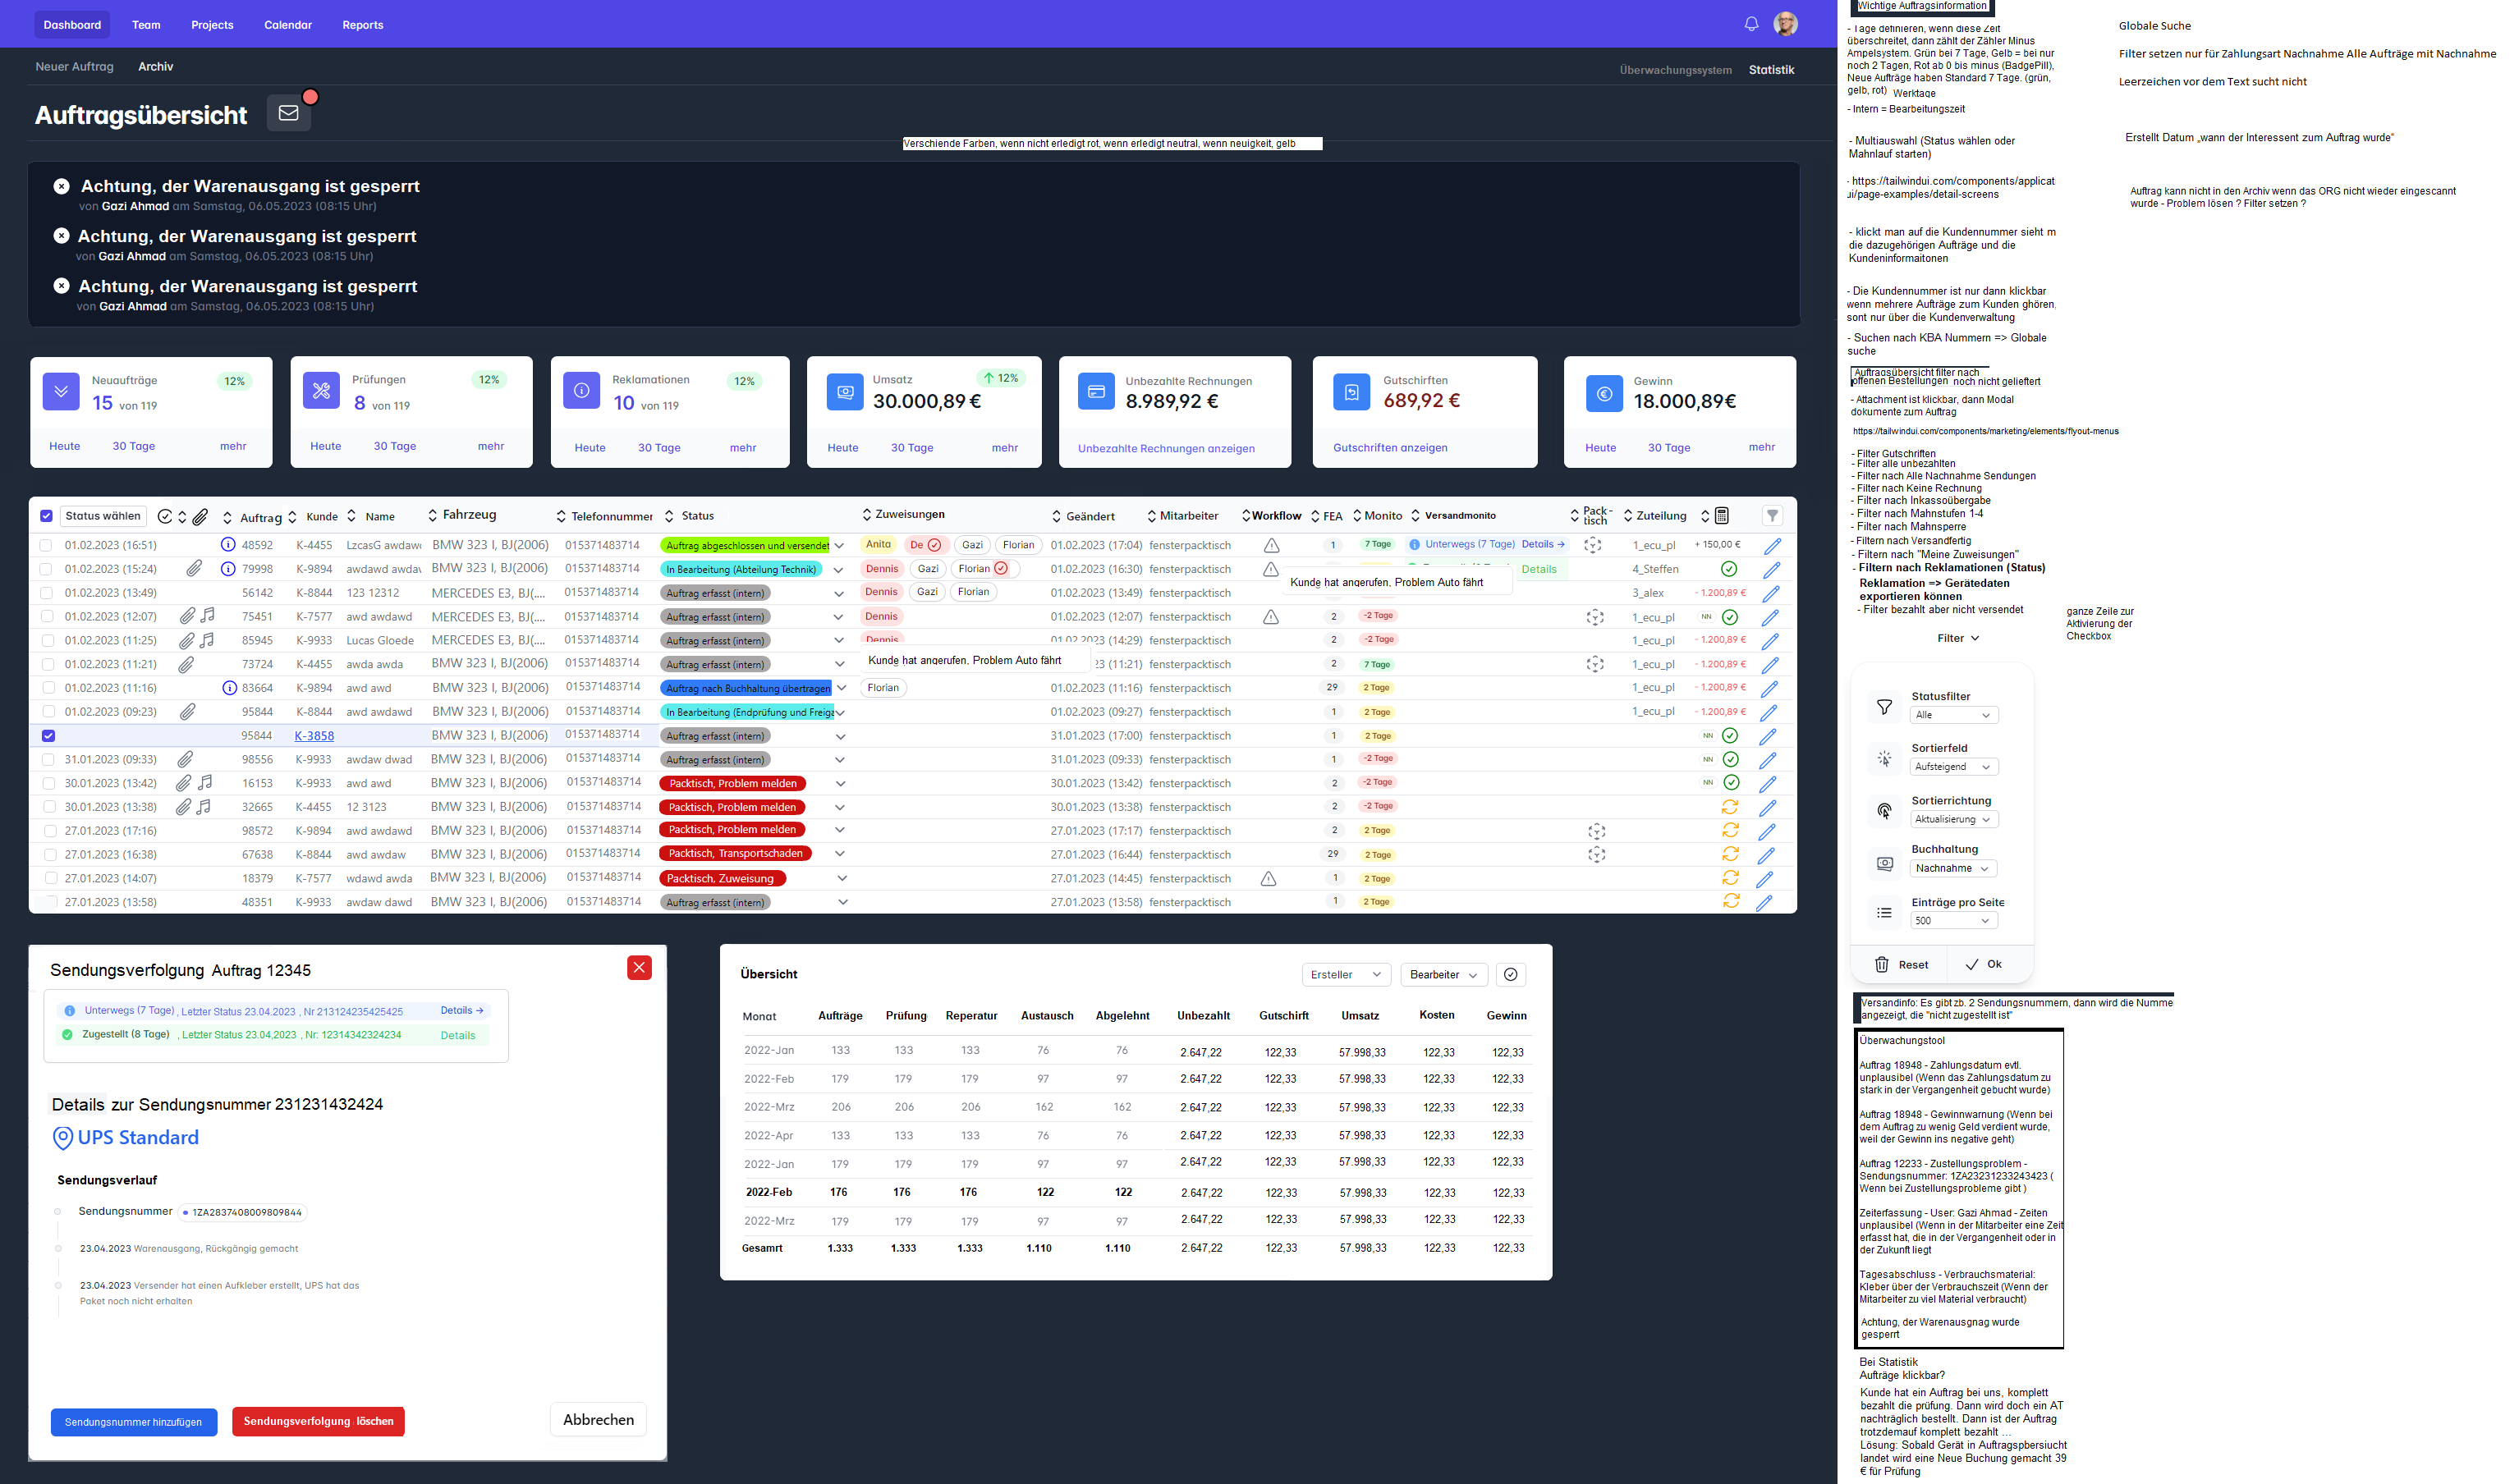 Dashboard Team Projects Calendar Reports
Neuer Auftrag Archiv Überwachungssystem Statistik
Auftragsübersicht
Verschiende Farben, wenn nicht erledigt rot, wenn erledigt neutral, wenn neuigkeit, gelb
Achtung, der Warenausgang ist gesperrt
von Gazi Ahmad am Samstag, 06.05.2023 (08:15 Uhr)
Achtung, der Warenausgang ist gesperrt
von Gazi Ahmad am Samstag, 06.05.2023 (08:15 Uhr)
Achtung, der Warenausgang ist gesperrt
von Gazi Ahmad am Samstag, 06.05.2023 (08:15 Uhr)
Neuaufträge 12%
15 von 119
Heute 30 Tage mehr
Prüfungen 12%
8 von 119
Heute 30 Tage mehr
Reklamationen 12%
10 von 119
Heute 30 Tage mehr
Umsatz 12%
30.000,89 €
Heute 30 Tage mehr
Unbezahlte Rechnungen
8.989,92 €
Unbezahlte Rechnungen anzeigen
Gutschirften
689,92 €
Gutschriften anzeigen
Gewinn
18.000,89€
Heute 30 Tage mehr
Status wählen Auftrag Kunde Name Fahrzeug Telefonnummer Status Zuweisungen Geändert Mitarbeiter Workflow FEA Monito Versandmonito Pack-tisch Zuteilung
01.02.2023 (16:51) 48592 K-4455 LzcasG awdawd BMW 323 I, BJ(2006) 015371483714 Auftrag abgeschlossen und versendet Anita De Gazi Florian 01.02.2023 (17:04) fensterpacktisch 1 7 Tage Unterwegs (7 Tage) Details → 1_ecu_pl + 150,00 €
01.02.2023 (15:24) 79998 K-9894 awdawd awdav BMW 323 I, BJ(2006) 015371483714 In Bearbeitung (Abteilung Technik) Dennis Gazi Florian 01.02.2023 (16:30) fensterpacktisch Details 4_Steffen
Kunde hat angerufen, Problem Auto fährt
01.02.2023 (13:49) 56142 K-8844 123 12312 MERCEDES E3, BJ(.... 015371483714 Auftrag erfasst (intern) Dennis Gazi Florian 01.02.2023 (13:49) fensterpacktisch 3_alex - 1.200,89 €
01.02.2023 (12:07) 75451 K-7577 awd awdawd MERCEDES E3, BJ(.... 015371483714 Auftrag erfasst (intern) Dennis 01.02.2023 (12:07) fensterpacktisch 2 -2 Tage 1_ecu_pl NN
01.02.2023 (11:25) 85945 K-9933 Lucas Gloede MERCEDES E3, BJ(.... 015371483714 Auftrag erfasst (intern) Dennis 01.02.2023 (14:29) fensterpacktisch 2 -2 Tage 1_ecu_pl - 1.200,89 €
01.02.2023 (11:21) 73724 K-4455 awda awda BMW 323 I, BJ(2006) 015371483714 Auftrag erfasst (intern) Kunde hat angerufen, Problem Auto fährt 23 (11:21) fensterpacktisch 2 7 Tage 1_ecu_pl - 1.200,89 €
01.02.2023 (11:16) 83664 K-9894 awd awd BMW 323 I, BJ(2006) 015371483714 Auftrag nach Buchhaltung übertragen Florian 01.02.2023 (11:16) fensterpacktisch 29 2 Tage 1_ecu_pl - 1.200,89 €
01.02.2023 (09:23) 95844 K-8844 awd awdawd BMW 323 I, BJ(2006) 015371483714 In Bearbeitung (Endprüfung und Freiga 01.02.2023 (09:27) fensterpacktisch 1 2 Tage 1_ecu_pl - 1.200,89 €
95844 K-3858 BMW 323 I, BJ(2006) 015371483714 Auftrag erfasst (intern) 31.01.2023 (17:00) fensterpacktisch 1 2 Tage NN
31.01.2023 (09:33) 98556 K-9933 awdaw dwad BMW 323 I, BJ(2006) 015371483714 Auftrag erfasst (intern) 31.01.2023 (09:33) fensterpacktisch 1 -2 Tage NN
30.01.2023 (13:42) 16153 K-9933 awd awd BMW 323 I, BJ(2006) 015371483714 Packtisch, Problem melden 30.01.2023 (13:42) fensterpacktisch 2 -2 Tage NN
30.01.2023 (13:38) 32665 K-4455 12 3123 BMW 323 I, BJ(2006) 015371483714 Packtisch, Problem melden 30.01.2023 (13:38) fensterpacktisch 2 -2 Tage
27.01.2023 (17:16) 98572 K-9894 awd awdawd BMW 323 I, BJ(2006) 015371483714 Packtisch, Problem melden 27.01.2023 (17:17) fensterpacktisch 2 2 Tage
27.01.2023 (16:38) 67638 K-8844 awd awdaw BMW 323 I, BJ(2006) 015371483714 Packtisch, Transportschaden 27.01.2023 (16:44) fensterpacktisch 29 2 Tage
27.01.2023 (14:07) 18379 K-7577 wdawd awda BMW 323 I, BJ(2006) 015371483714 Packtisch, Zuweisung 27.01.2023 (14:45) fensterpacktisch 1 2 Tage
27.01.2023 (13:58) 48351 K-9933 awdaw dawd BMW 323 I, BJ(2006) 015371483714 Auftrag erfasst (intern) 27.01.2023 (13:58) fensterpacktisch 1 2 Tage
Sendungsverfolgung Auftrag 12345
Unterwegs (7 Tage) , Letzter Status 23.04.2023 , Nr 213124235425425 Details →
Zugestellt (8 Tage) , Letzter Status 23.04,2023 , Nr: 12314342324234 Details
Details zur Sendungsnummer 231231432424
UPS Standard
Sendungsverlauf
Sendungsnummer 1ZA2837408009809844
23.04.2023 Warenausgang, Rückgängig gemacht
23.04.2023 Versender hat einen Aufkleber erstellt, UPS hat das
Paket noch nicht erhalten
Sendungsnummer hinzufügen Sendungsverfolgung löschen Abbrechen
Übersicht Ersteller Bearbeiter
Monat Aufträge Prüfung Reperatur Austausch Abgelehnt Unbezahlt Gutschirft Umsatz Kosten Gewinn
2022-Jan 133 133 133 76 76 2.647,22 122,33 57.998,33 122,33 122,33
2022-Feb 179 179 179 97 97 2.647,22 122,33 57.998,33 122,33 122,33
2022-Mrz 206 206 206 162 162 2.647,22 122,33 57.998,33 122,33 122,33
2022-Apr 133 133 133 76 76 2.647,22 122,33 57.998,33 122,33 122,33
2022-Jan 179 179 179 97 97 2.647,22 122,33 57.998,33 122,33 122,33
2022-Feb 176 176 176 122 122 2.647,22 122,33 57.998,33 122,33 122,33
2022-Mrz 179 179 179 97 97 2.647,22 122,33 57.998,33 122,33 122,33
Gesamrt 1.333 1.333 1.333 1.110 1.110 2.647,22 122,33 57.998,33 122,33 122,33
Wichtige Auftragsinformation
- Tage definieren, wenn diese Zeit
überschreitet, dann zählt der Zähler Minus
Ampelsystem. Grün bei 7 Tage, Gelb = bei nur
noch 2 Tagen, Rot ab 0 bis minus (BadgePill),
Neue Aufträge haben Standard 7 Tage. (grün,
gelb, rot) Werktage
- Intern = Bearbeitungszeit
- Multiauswahl (Status wählen oder
Mahnlauf starten)
- https://tailwindui.com/components/applicat
ui/page-examples/detail-screens
- klickt man auf die Kundennummer sieht m
die dazugehörigen Aufträge und die
Kundeninformaitonen
- Die Kundennummer ist nur dann klickbar
wenn mehrere Aufträge zum Kunden ghören,
sont nur über die Kundenverwaltung
- Suchen nach KBA Nummern => Globale
suche
Auftragsübersicht filter nach
offenen Bestellungen noch nicht geliefert
- Attachment ist klickbar, dann Modal
dokumente zum Auftrag
https://tailwindui.com/components/marketing/elements/flyout-menus
- Filter Gutschriften
- Filter alle unbezahlten
- Filter nach Alle Nachnahme Sendungen
- Filter nach Keine Rechnung
- Filter nach Inkassoübergabe
- Filter nach Mahnstufen 1-4
- Filter nach Mahnsperre
- Filtern nach Versandfertig
- Filtern nach "Meine Zuweisungen"
- Filtern nach Reklamationen (Status)
Reklamation => Gerätedaten
exportieren können
- Filter bezahlt aber nicht versendet
ganze Zeile zur
Aktivierung der
Checkbox
Filter
Statusfilter
Alle
Sortierfeld
Aufsteigend
Sortierrichtung
Aktualisierung
Buchhaltung
Nachnahme
Einträge pro Seite
500
Reset Ok
Versandinfo: Es gibt zb. 2 Sendungsnummern, dann wird die Numme
angezeigt, die "nicht zugestellt ist"
Überwachungstool
Auftrag 18948 - Zahlungsdatum evtl.
unplausibel (Wenn das Zahlungsdatum zu
stark in der Vergangenheit gebucht wurde)
Auftrag 18948 - Gewinnwarnung (Wenn bei
dem Auftrag zu wenig Geld verdient wurde,
weil der Gewinn ins negative geht)
Auftrag 12233 - Zustellungsproblem -
Sendungsnummer: 1ZA23231233243423 (
Wenn bei Zustellungsprobleme gibt )
Zeiterfassung - User: Gazi Ahmad - Zeiten
unplausibel (Wenn in der Mitarbeiter eine Zeit
erfasst hat, die in der Vergangenheit oder in
der Zukunft liegt
Tagesabschluss - Verbrauchsmaterial:
Kleber über der Verbrauchszeit (Wenn der
Mitarbeiter zu viel Material verbraucht)
Achtung, der Warenausgnag wurde
gesperrt
Bei Statistik
Aufträge klickbar?
Kunde hat ein Auftrag bei uns, komplett
bezahlt die prüfung. Dann wird doch ein AT
nachträglich bestellt. Dann ist der Auftrag
trotzdemauf komplett bezahlt ...
Lösung: Sobald Gerät in Auftragspbersiucht
landet wird eine Neue Buchung gemacht 39
€ für Prüfung
Globale Suche
Filter setzen nur für Zahlungsart Nachnahme Alle Aufträge mit Nachnahme
Leerzeichen vor dem Text sucht nicht
Erstellt Datum „wann der Interessent zum Auftrag wurde“
Auftrag kann nicht in den Archiv wenn das ORG nicht wieder eingescannt
wurde - Problem lösen ? Filter setzen ?